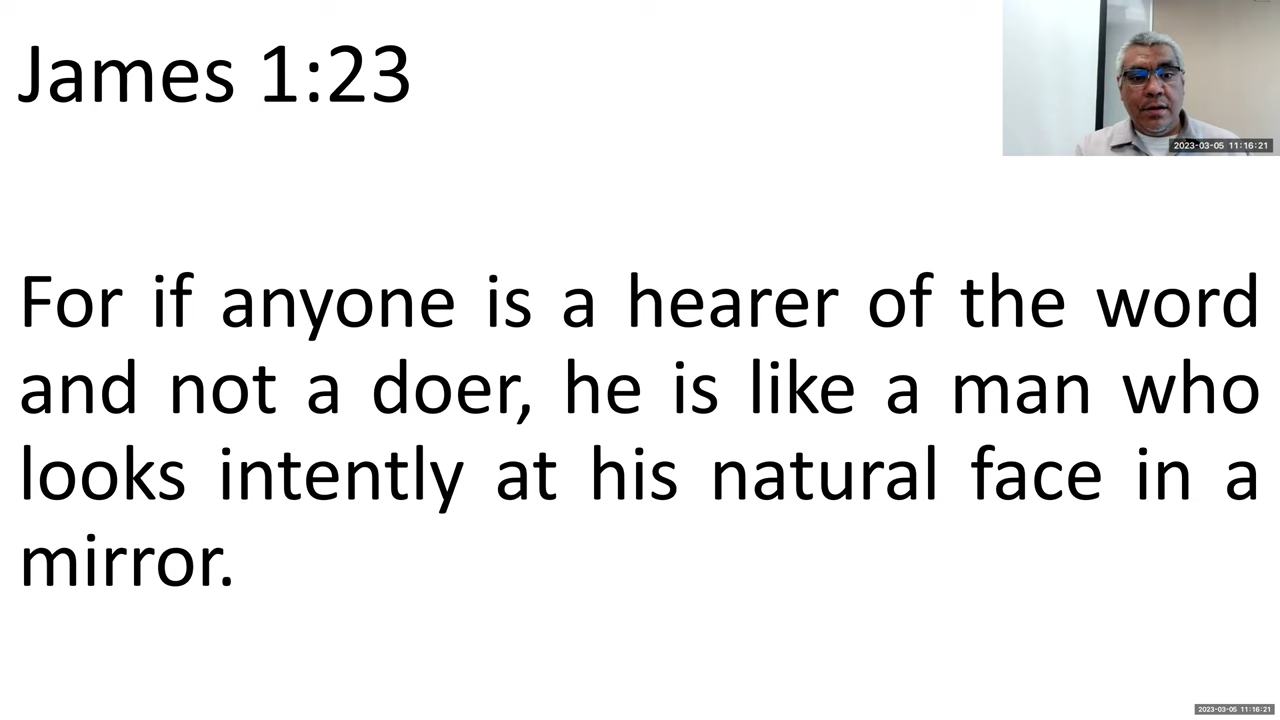 James 1:23
2023-03-05 11:16:21
For if anyone is a hearer of the word
and not a doer, he is like a man who
looks intently at his natural face in a
mirror.
2023-03-05 11:16:21